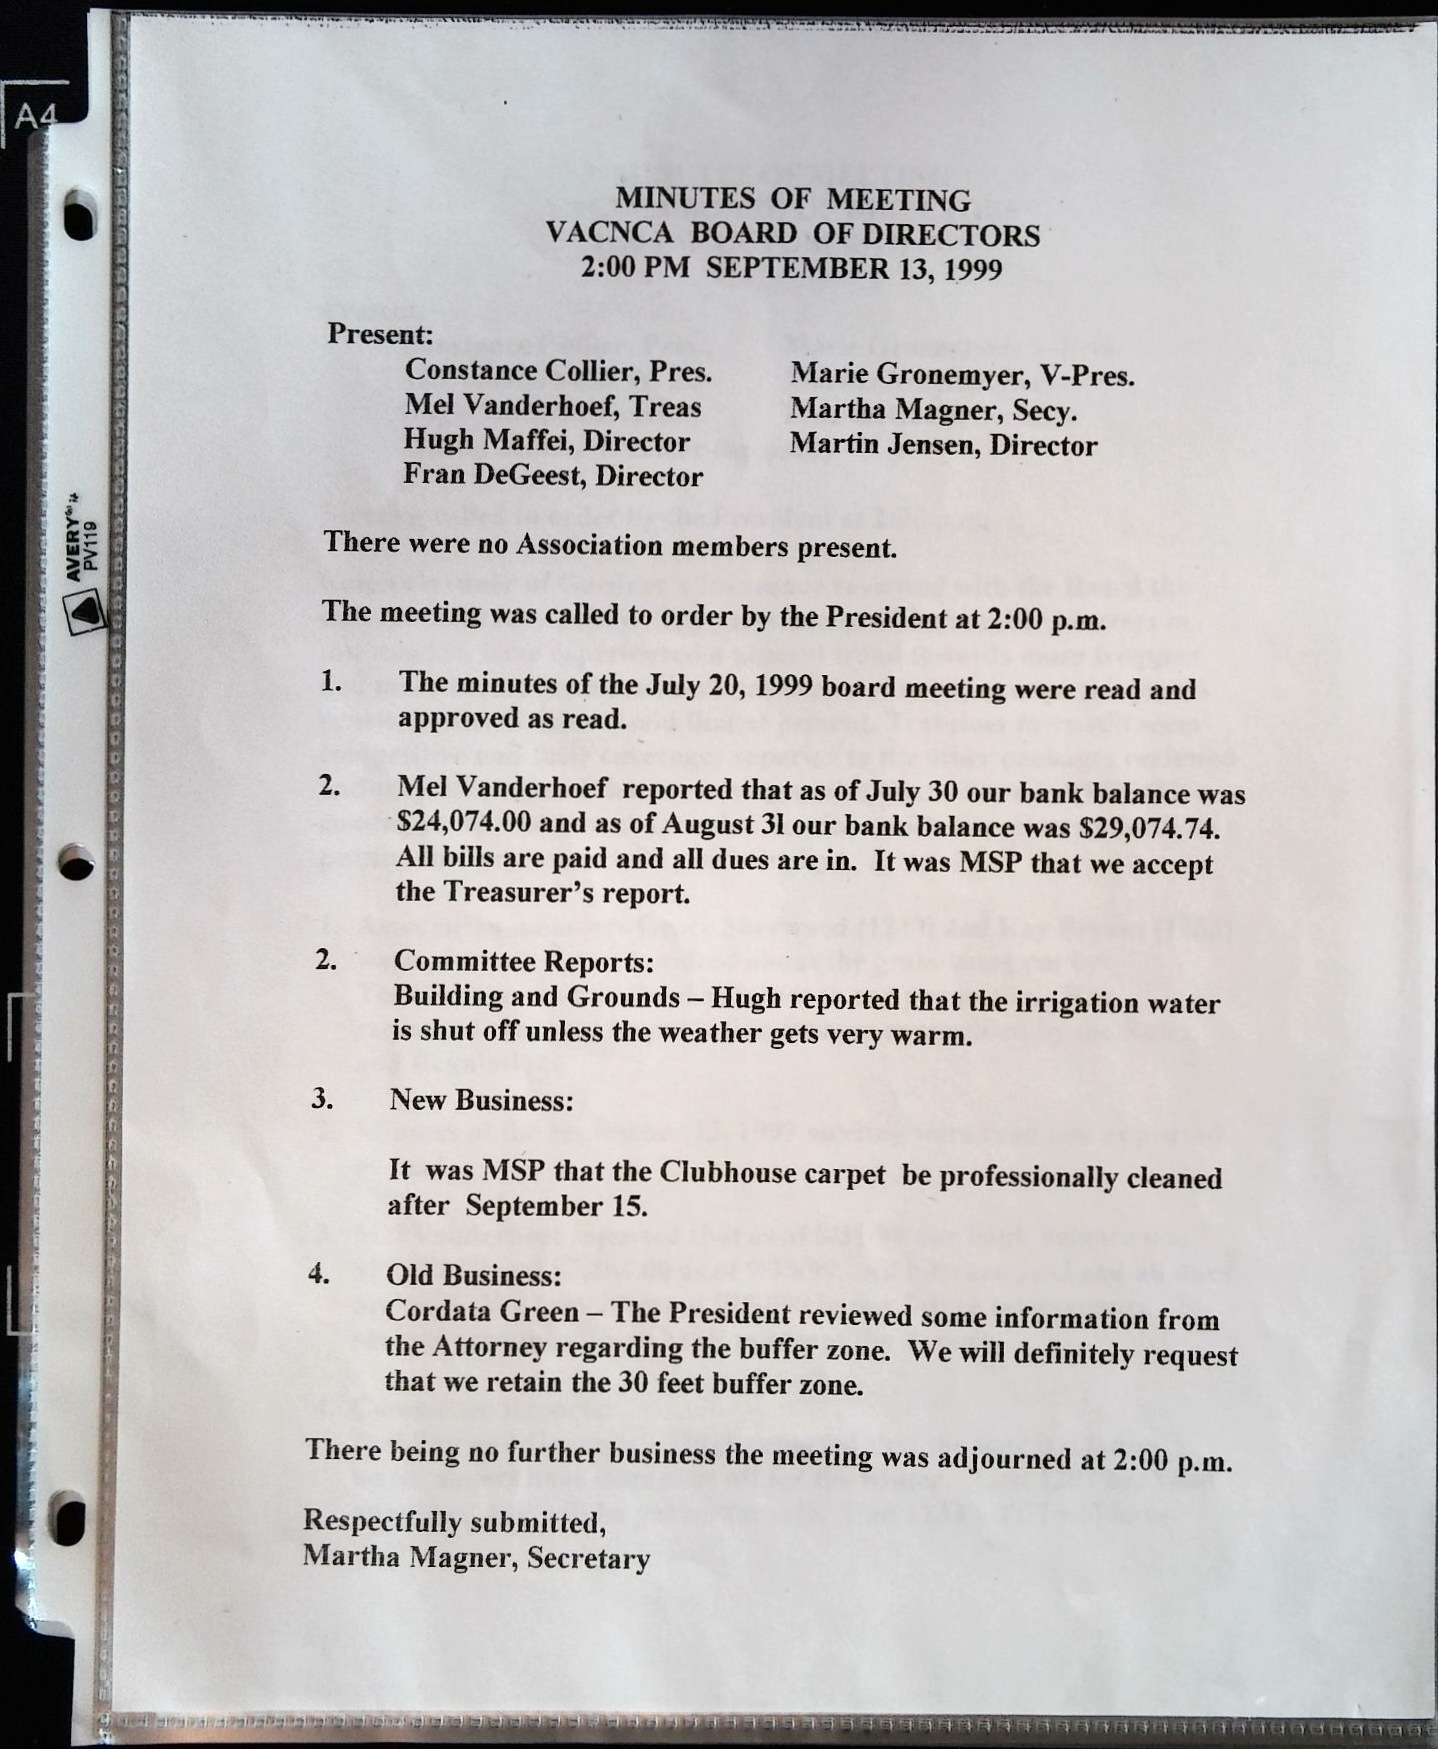 A4
AVERY
PV119
MINUTES OF MEETING
VACNCA BOARD OF DIRECTORS
2:00 PM SEPTEMBER 13, 1999
Present:
Constance Collier, Pres. Marie Gronemyer, V-Pres.
Mel Vanderhoef, Treas Martha Magner, Secy.
Hugh Maffei, Director Martin Jensen, Director
Fran DeGeest, Director
There were no Association members present.
The meeting was called to order by the President at 2:00 p.m.
1. The minutes of the July 20, 1999 board meeting were read and
approved as read.
2. Mel Vanderhoef reported that as of July 30 our bank balance was
$24,074.00 and as of August 3l our bank balance was $29,074.74.
All bills are paid and all dues are in. It was MSP that we accept
the Treasurer's report.
2. Committee Reports:
Building and Grounds – Hugh reported that the irrigation water
is shut off unless the weather gets very warm.
3. New Business:
It was MSP that the Clubhouse carpet be professionally cleaned
after September 15.
4. Old Business:
Cordata Green – The President reviewed some information from
the Attorney regarding the buffer zone. We will definitely request
that we retain the 30 feet buffer zone.
There being no further business the meeting was adjourned at 2:00 p.m.
Respectfully submitted,
Martha Magner, Secretary